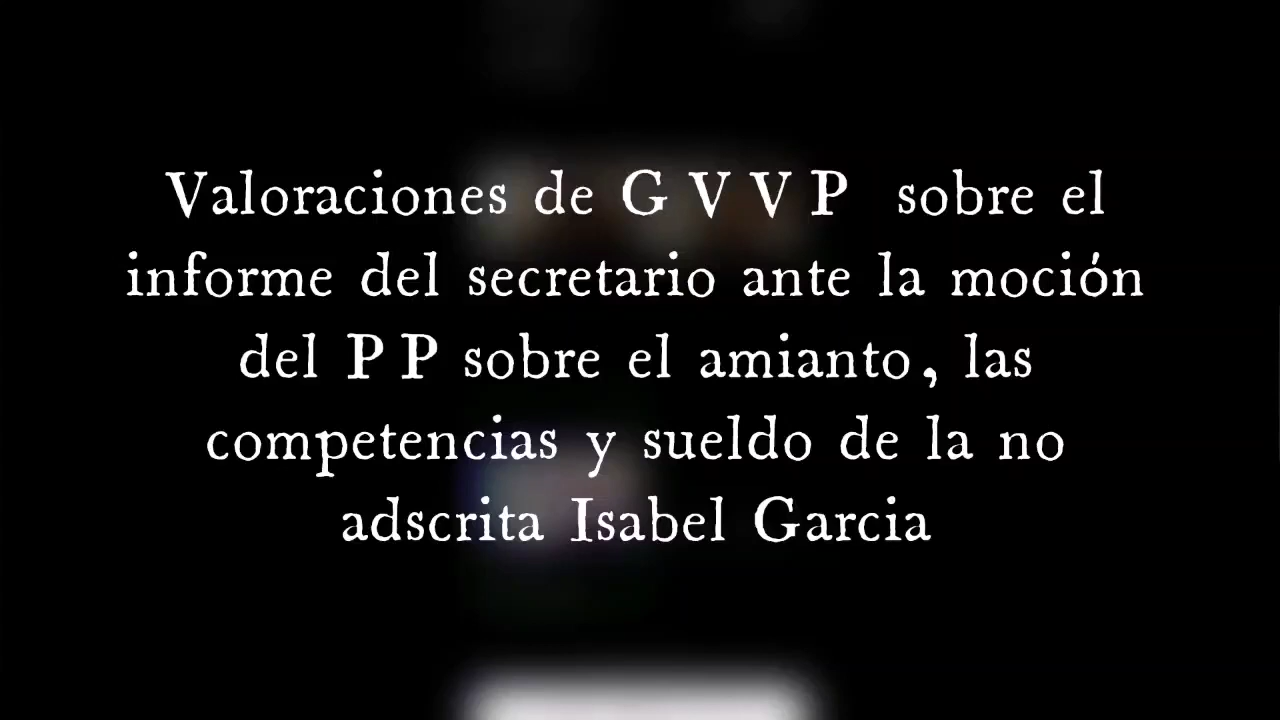 Valoraciones de G V V P sobre el
informe del secretario ante la moción
del P P sobre el amianto, las
competencias y sueldo de la no
adscrita Isabel Garcia